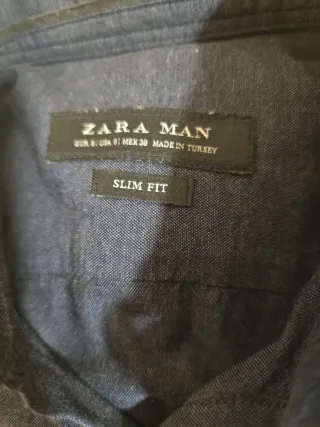 ZARA MAN
EUR S| USA S| MEX 38 MADE IN TURKEY
SLIM FIT